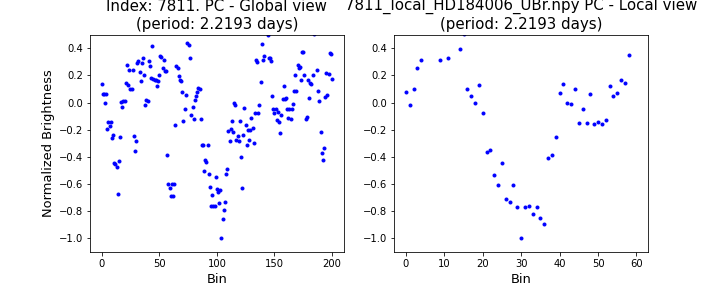 Index: 7811. PC - Global view
(period: 2.2193 days)
7811_local_HD184006_UBr.npy PC - Local view
(period: 2.2193 days)
Normalized Brightness
0.4
0.2
0.0
−0.2
−0.4
−0.6
−0.8
−1.0
0 50 100 150 200
Bin
0.4
0.2
0.0
−0.2
−0.4
−0.6
−0.8
−1.0
0 10 20 30 40 50 60
Bin